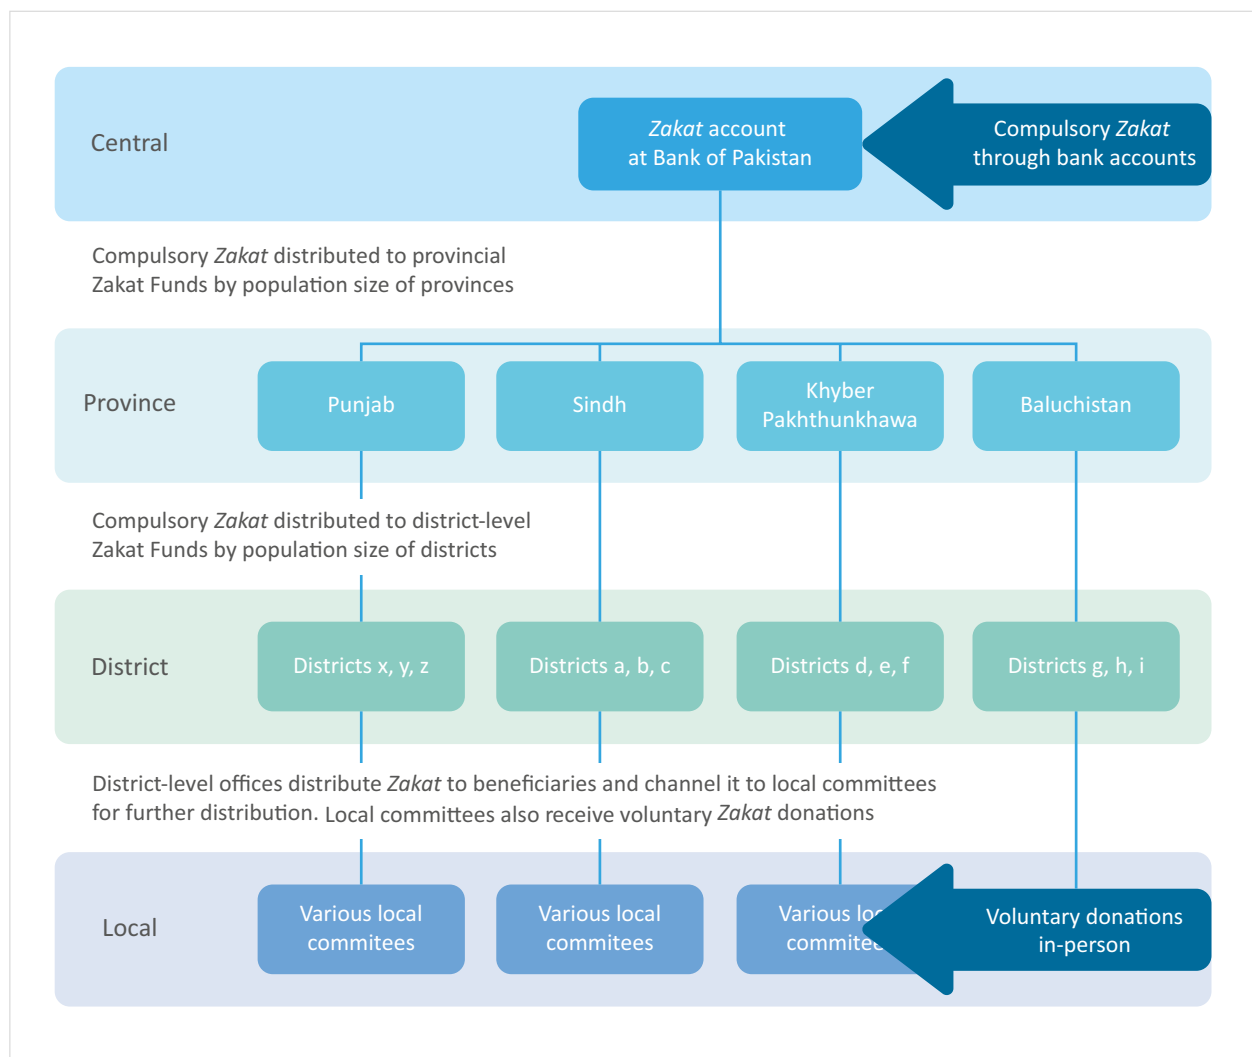 Central
Zakat account
at Bank of Pakistan
Compulsory Zakat
through bank accounts
Compulsory Zakat distributed to provincial
Zakat Funds by population size of provinces
Province
Punjab
Sindh
Khyber
Pakhthunkhawa
Baluchistan
Compulsory Zakat distributed to district-level
Zakat Funds by population size of districts
District
Districts x, y, z
Districts a, b, c
Districts d, e, f
Districts g, h, i
District-level offices distribute Zakat to beneficiaries and channel it to local committees
for further distribution. Local committees also receive voluntary Zakat donations
Local
Various local
commitees
Various local
commitees
Various
Voluntary donations
in-person